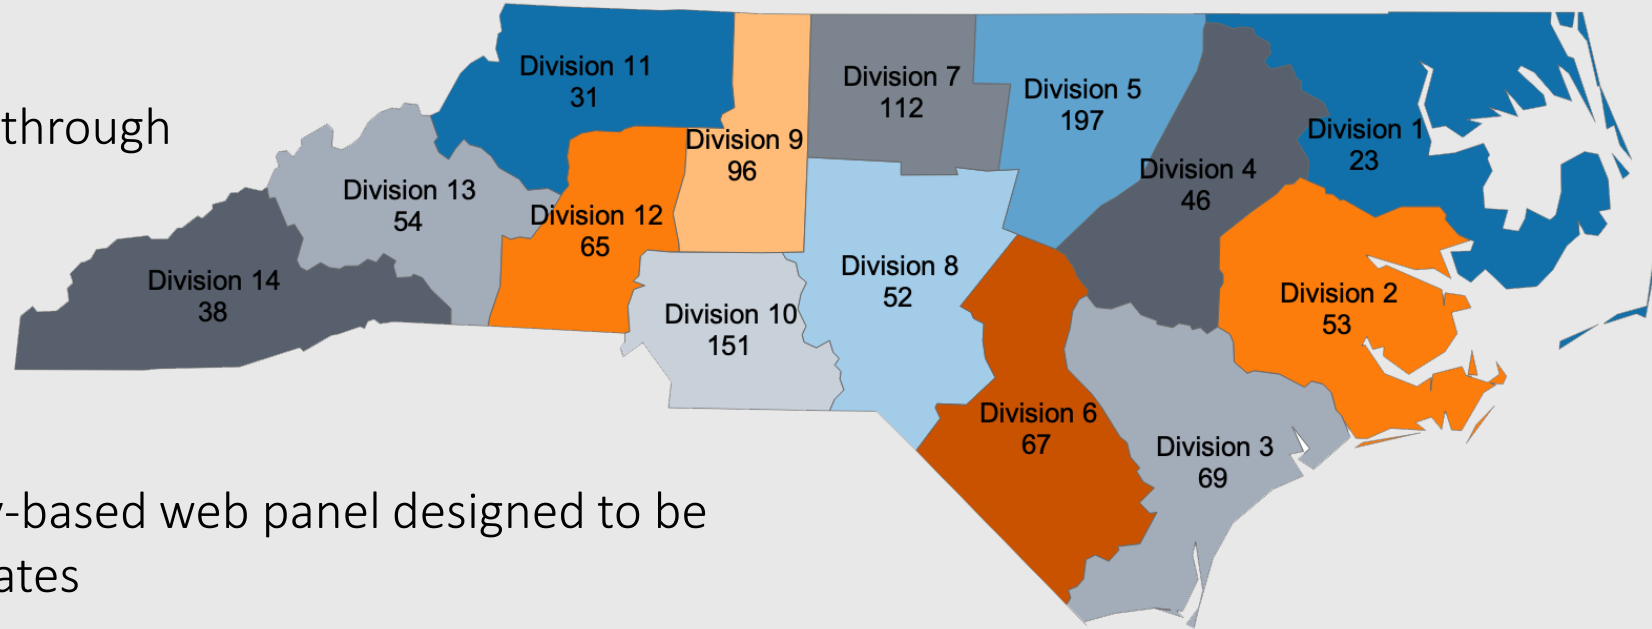 through
Division 11
31
Division 7
112
Division 5
197
Division 1
23
Division 9
96
Division 4
46
Division 13
54
Division 12
65
Division 14
38
Division 8
52
Division 2
53
Division 10
151
Division 6
67
Division 3
69
-based web panel designed to be
ates